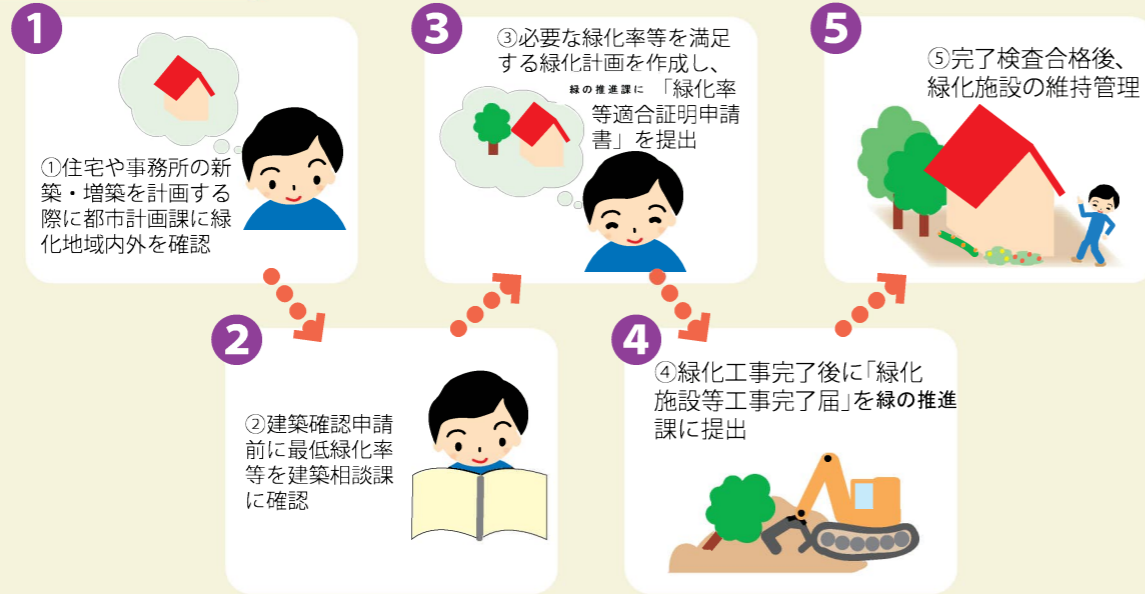 1
①住宅や事務所の新
築・増築を計画する
際に都市計画課に緑
化地域内外を確認
2
②建築確認申請
前に最低緑化率
等を建築相談課
に確認
3
③必要な緑化率等を満足
する緑化計画を作成し、
緑の推進課に 「緑化率
等適合証明申請
書」を提出
4
④緑化工事完了後に「緑化
施設等工事完了届」を緑の推進
課に提出
5
⑤完了検査合格後、
緑化施設の維持管理